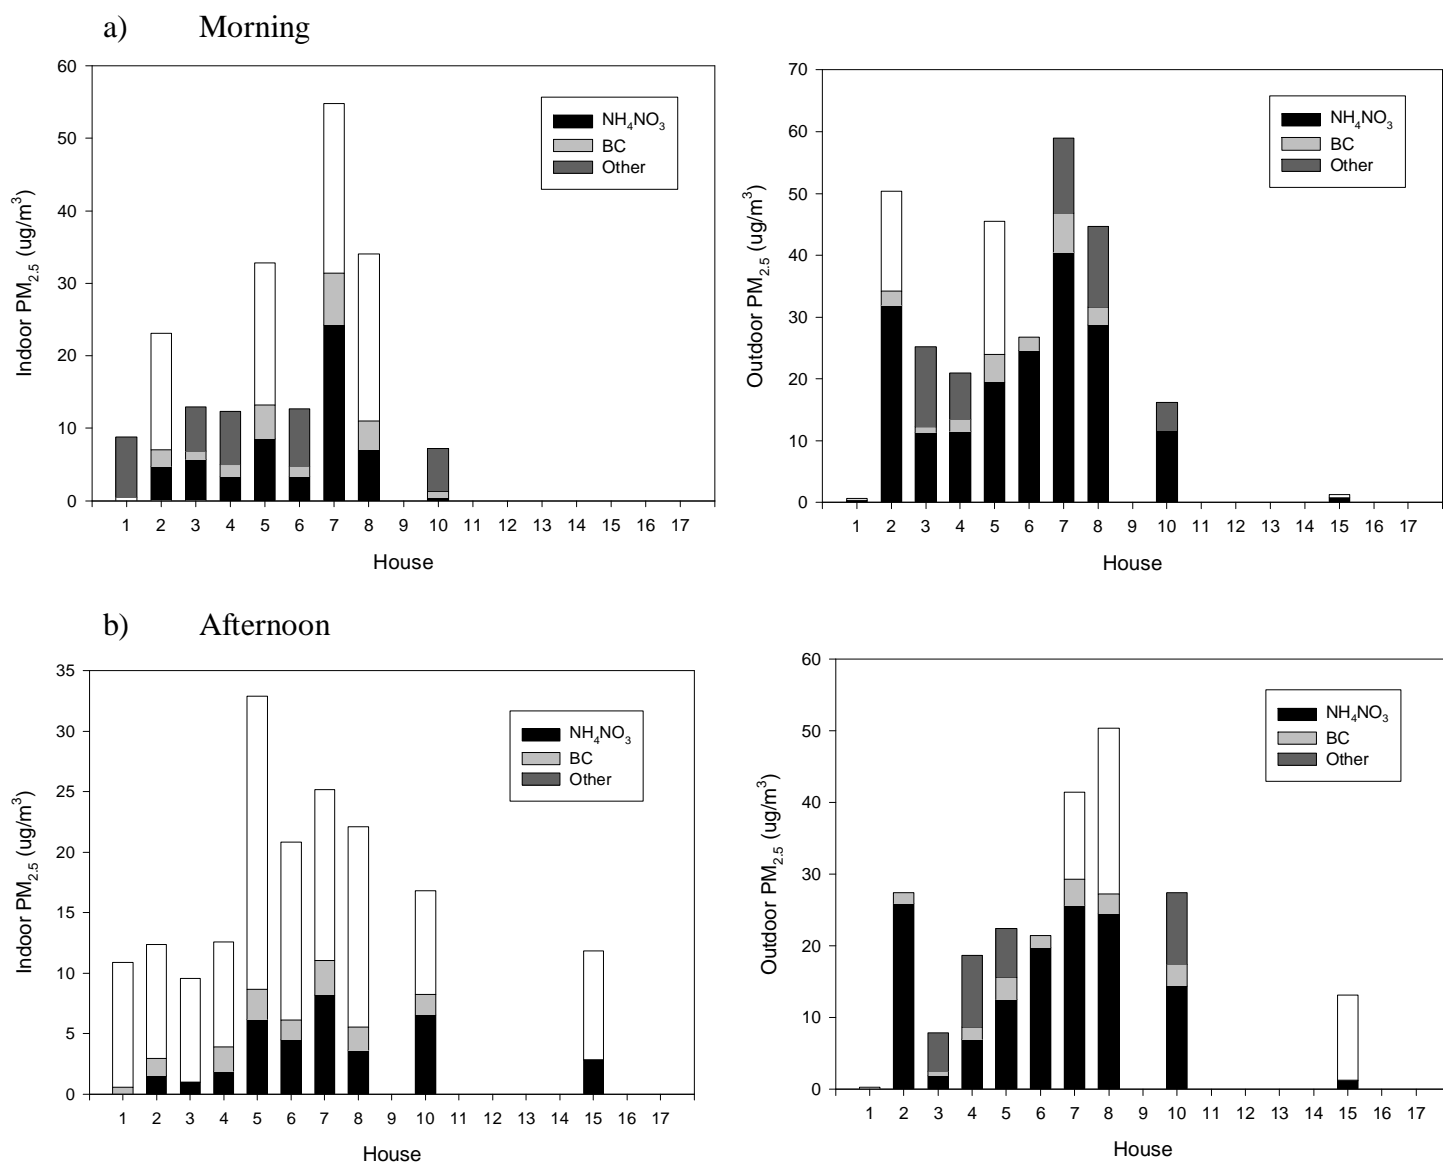 a) Morning
60
50
40
30
20
10
0
Indoor PM2.5 (ug/m3)
NH4NO3
BC
Other
1 2 3 4 5 6 7 8 9 10 11 12 13 14 15 16 17
House
70
60
50
40
30
20
10
0
Outdoor PM2.5 (ug/m3)
NH4NO3
BC
Other
1 2 3 4 5 6 7 8 9 10 11 12 13 14 15 16 17
House
b) Afternoon
35
30
25
20
15
10
5
0
Indoor PM2.5 (ug/m3)
NH4NO3
BC
Other
1 2 3 4 5 6 7 8 9 10 11 12 13 14 15 16 17
House
60
50
40
30
20
10
0
Outdoor PM2.5 (ug/m3)
NH4NO3
BC
Other
1 2 3 4 5 6 7 8 9 10 11 12 13 14 15 16 17
House